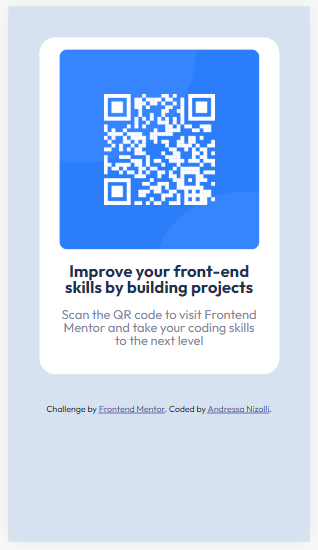 Improve your front-end
skills by building projects
Scan the QR code to visit Frontend
Mentor and take your coding skills
to the next level
Challenge by Frontend Mentor. Coded by Andressa Nizolli.